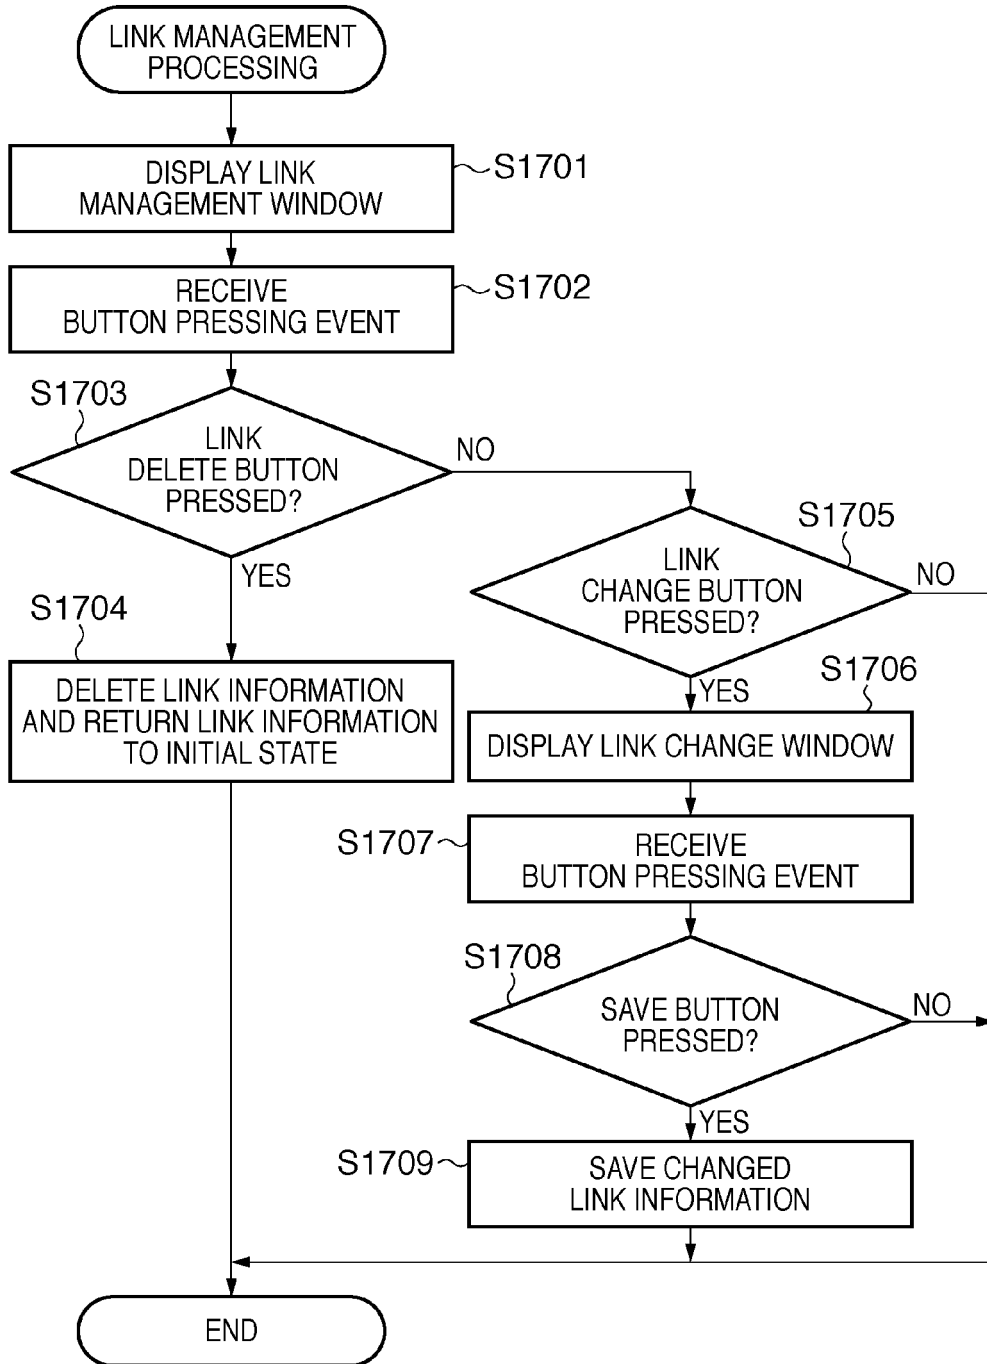 LINK MANAGEMENT
PROCESSING
DISPLAY LINK
MANAGEMENT WINDOW
S1701
RECEIVE
BUTTON PRESSING EVENT
S1702
S1703
LINK
DELETE BUTTON
PRESSED?
NO
YES
S1704
DELETE LINK INFORMATION
AND RETURN LINK INFORMATION
TO INITIAL STATE
S1705
LINK
CHANGE BUTTON
PRESSED?
NO
YES
S1706
DISPLAY LINK CHANGE WINDOW
S1707
RECEIVE
BUTTON PRESSING EVENT
S1708
SAVE BUTTON
PRESSED?
NO
YES
S1709
SAVE CHANGED
LINK INFORMATION
END